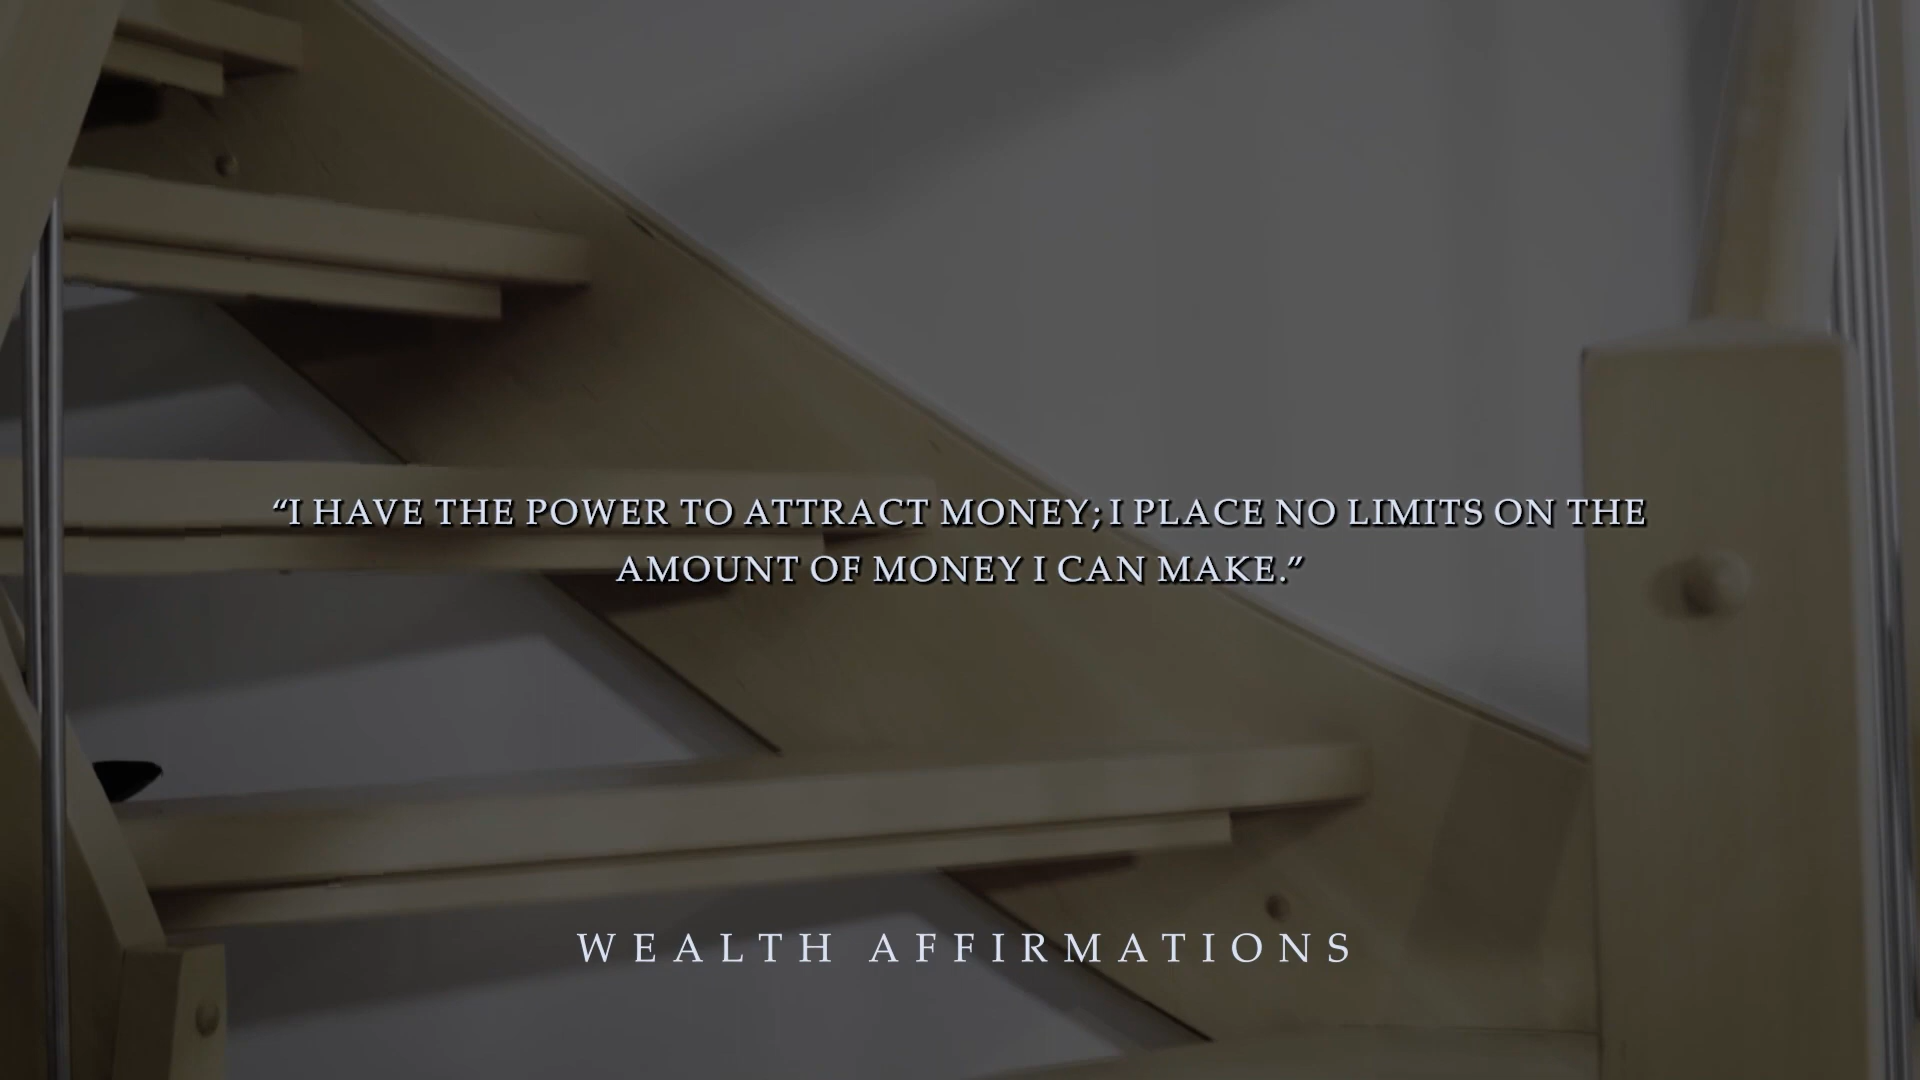 “I HAVE THE POWER TO ATTRACT MONEY; I PLACE NO LIMITS ON THE
AMOUNT OF MONEY I CAN MAKE.”
WEALTH AFFIRMATIONS